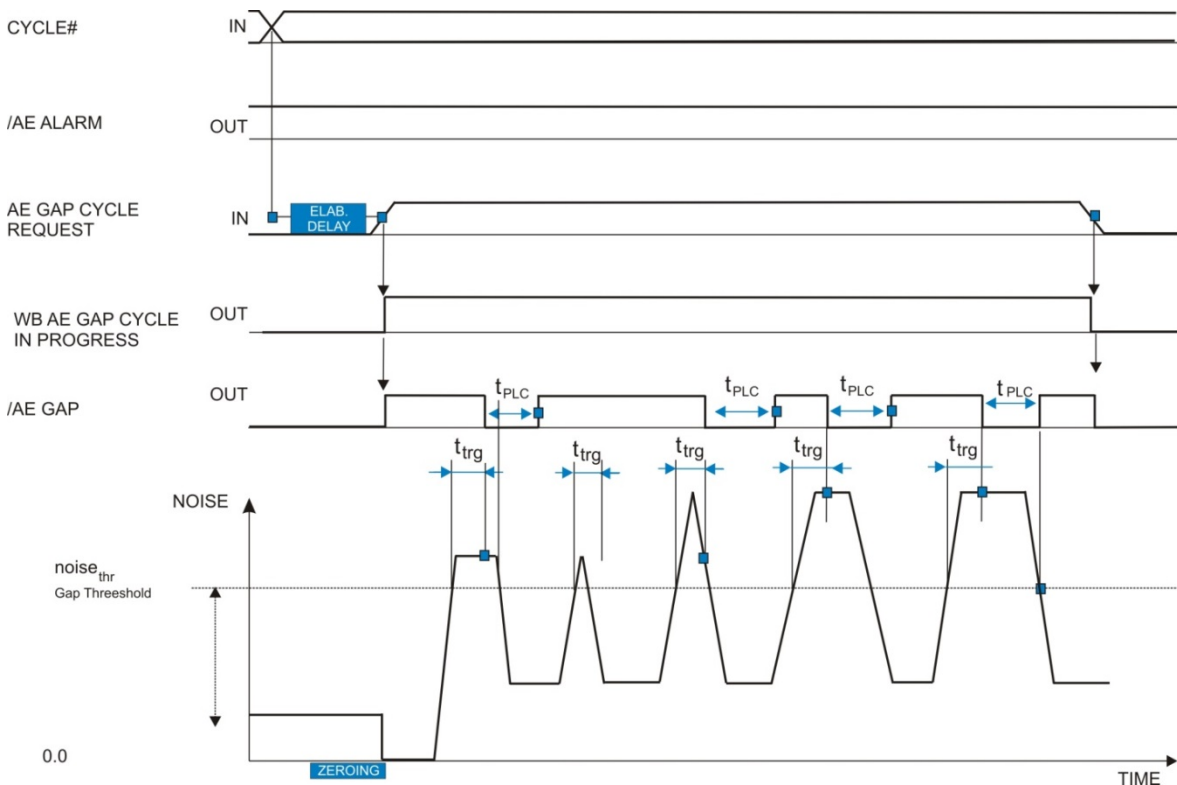 CYCLE# IN
/AE ALARM OUT
AE GAP CYCLE
REQUEST IN
ELAB.
DELAY
WB AE GAP CYCLE
IN PROGRESS OUT
/AE GAP OUT
tPLC tPLC tPLC tPLC
ttrg ttrg ttrg ttrg ttrg
NOISE
noisethr
Gap Threeshold
0.0
ZEROING
TIME